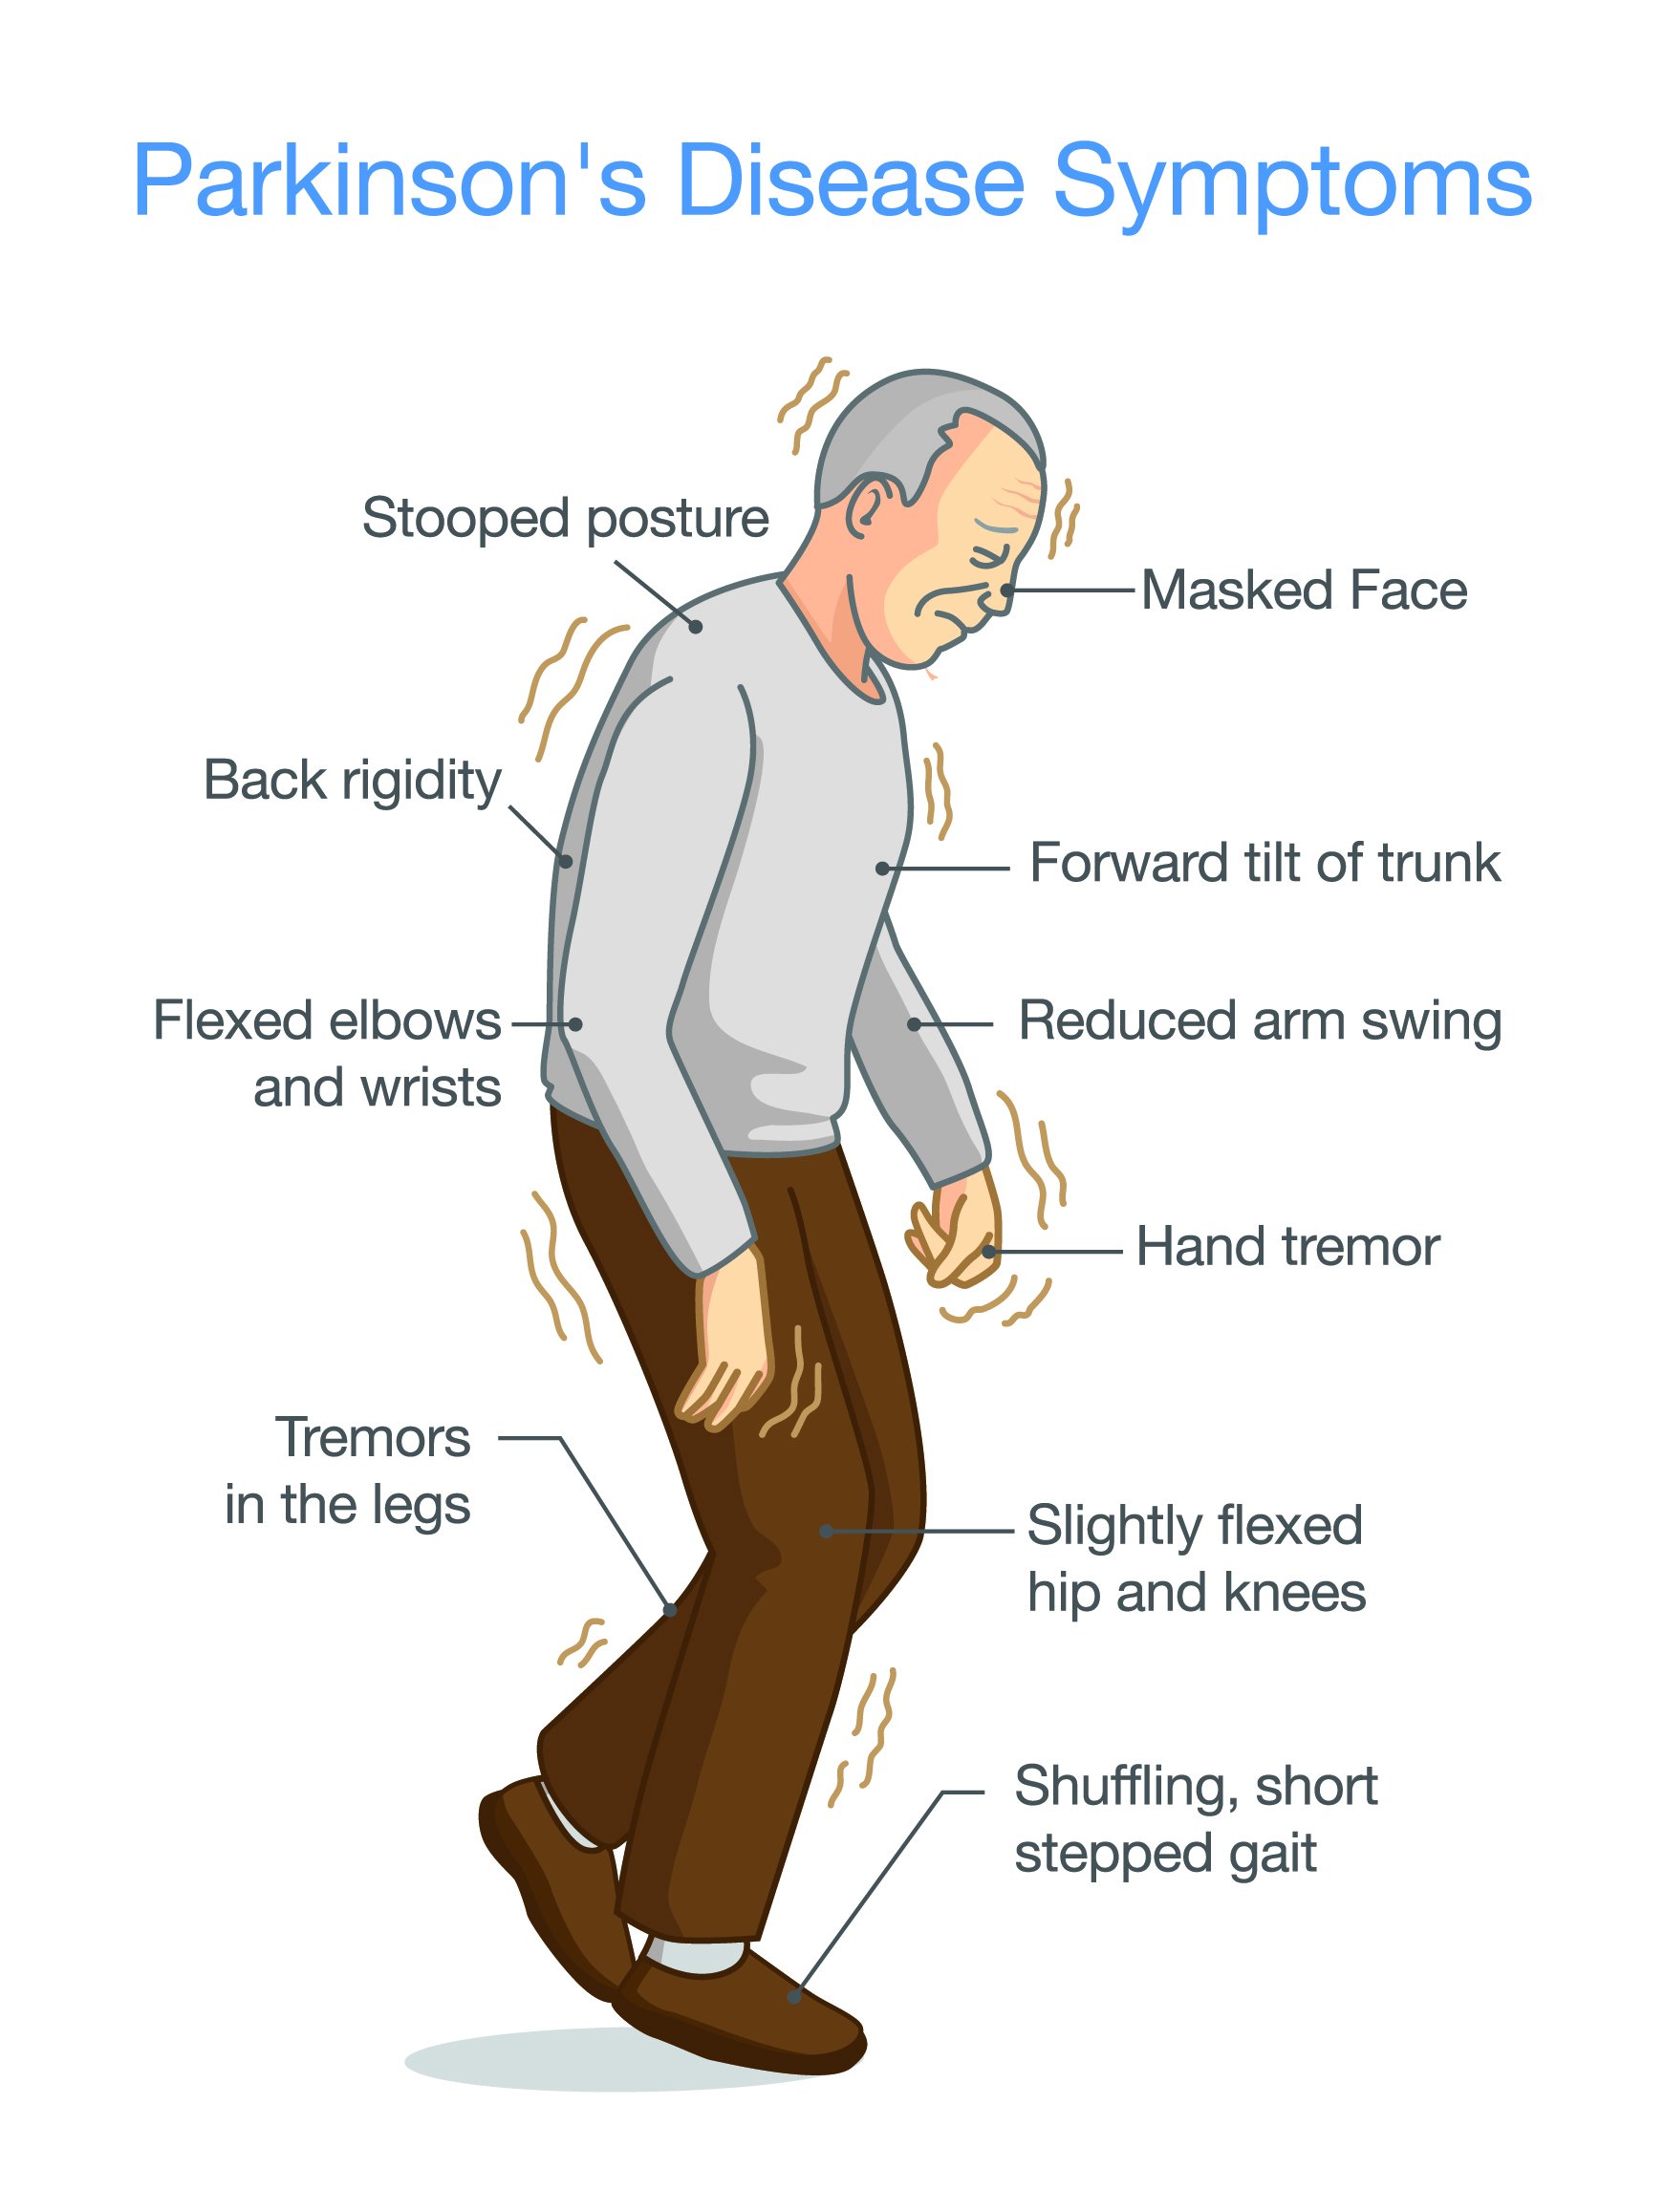 Parkinson's Disease Symptoms
Stooped posture
Masked Face
Back rigidity
Forward tilt of trunk
Flexed elbows
and wrists
Reduced arm swing
Hand tremor
Tremors
in the legs
Slightly flexed
hip and knees
Shuffling, short
stepped gait